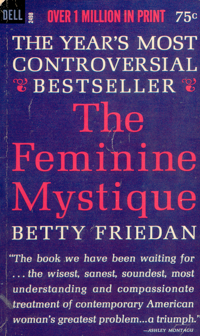 DELL
2498
OVER 1 MILLION IN PRINT
75c
THE YEAR'S MOST
CONTROVERSIAL
BESTSELLER
The
Feminine
Mystique
BETTY FRIEDAN
"The book we have been waiting for
...the wisest, sanest, soundest, most
understanding and compassionate
treatment of contemporary American
woman's greatest problem...a triumph."
—ASHLEY MONTAGU